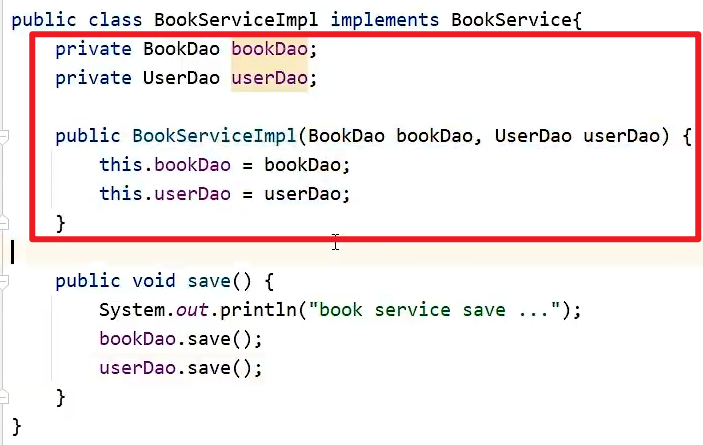 public class BookServiceImpl implements BookService{
    private BookDao bookDao;
    private UserDao userDao;
    public BookServiceImpl(BookDao bookDao, UserDao userDao) {
        this.bookDao = bookDao;
        this.userDao = userDao;
    }
    public void save() {
        System.out.println("book service save ...");
        bookDao.save();
        userDao.save();
    }
}